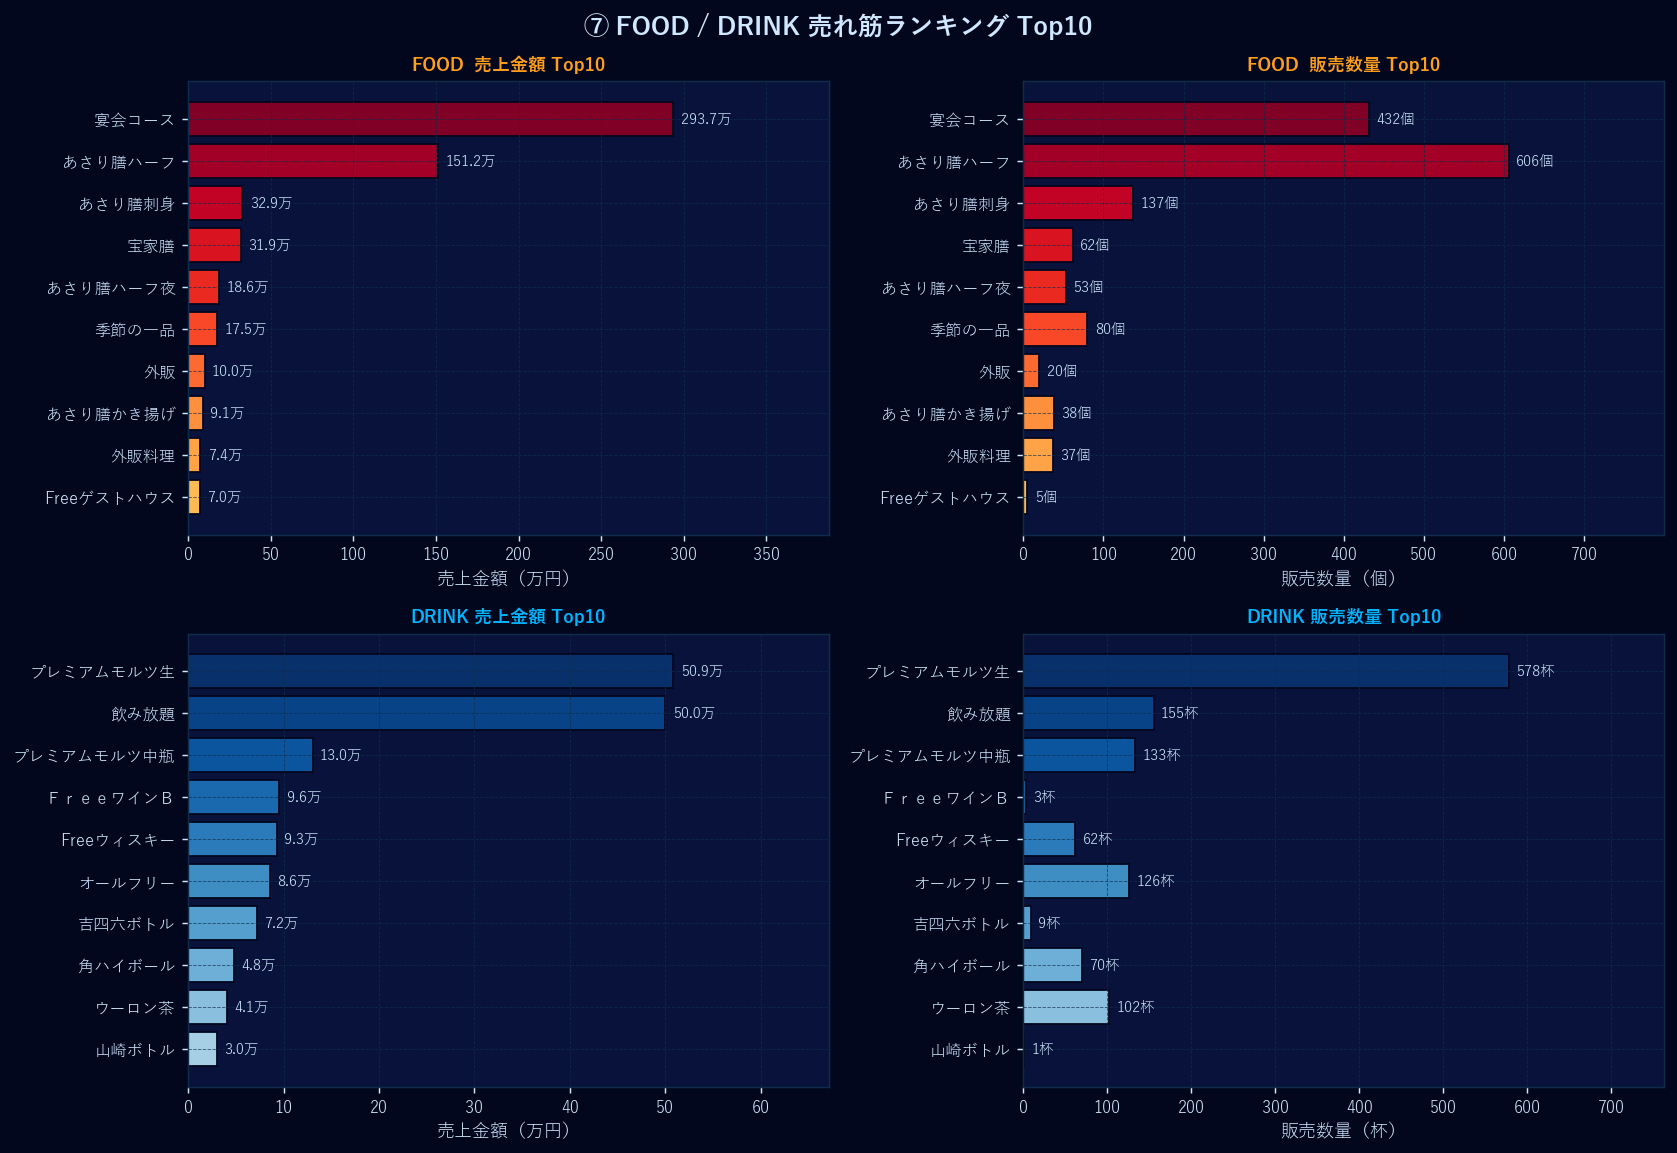 ⑦ FOOD / DRINK 売れ筋ランキング Top10
FOOD 売上金額 Top10
宴会コース 293.7万
あさり膳ハーフ 151.2万
あさり膳刺身 32.9万
宝家膳 31.9万
あさり膳ハーフ夜 18.6万
季節の一品 17.5万
外販 10.0万
あさり膳かき揚げ 9.1万
外販料理 7.4万
Freeゲストハウス 7.0万
0 50 100 150 200 250 300 350
売上金額（万円）
FOOD 販売数量 Top10
宴会コース 432個
あさり膳ハーフ 606個
あさり膳刺身 137個
宝家膳 62個
あさり膳ハーフ夜 53個
季節の一品 80個
外販 20個
あさり膳かき揚げ 38個
外販料理 37個
Freeゲストハウス 5個
0 100 200 300 400 500 600 700
販売数量（個）
DRINK 売上金額 Top10
プレミアムモルツ生 50.9万
飲み放題 50.0万
プレミアムモルツ中瓶 13.0万
ＦｒｅｅワインＢ 9.6万
Freeウィスキー 9.3万
オールフリー 8.6万
吉四六ボトル 7.2万
角ハイボール 4.8万
ウーロン茶 4.1万
山崎ボトル 3.0万
0 10 20 30 40 50 60
売上金額（万円）
DRINK 販売数量 Top10
プレミアムモルツ生 578杯
飲み放題 155杯
プレミアムモルツ中瓶 133杯
ＦｒｅｅワインＢ 3杯
Freeウィスキー 62杯
オールフリー 126杯
吉四六ボトル 9杯
角ハイボール 70杯
ウーロン茶 102杯
山崎ボトル 1杯
0 100 200 300 400 500 600 700
販売数量（杯）